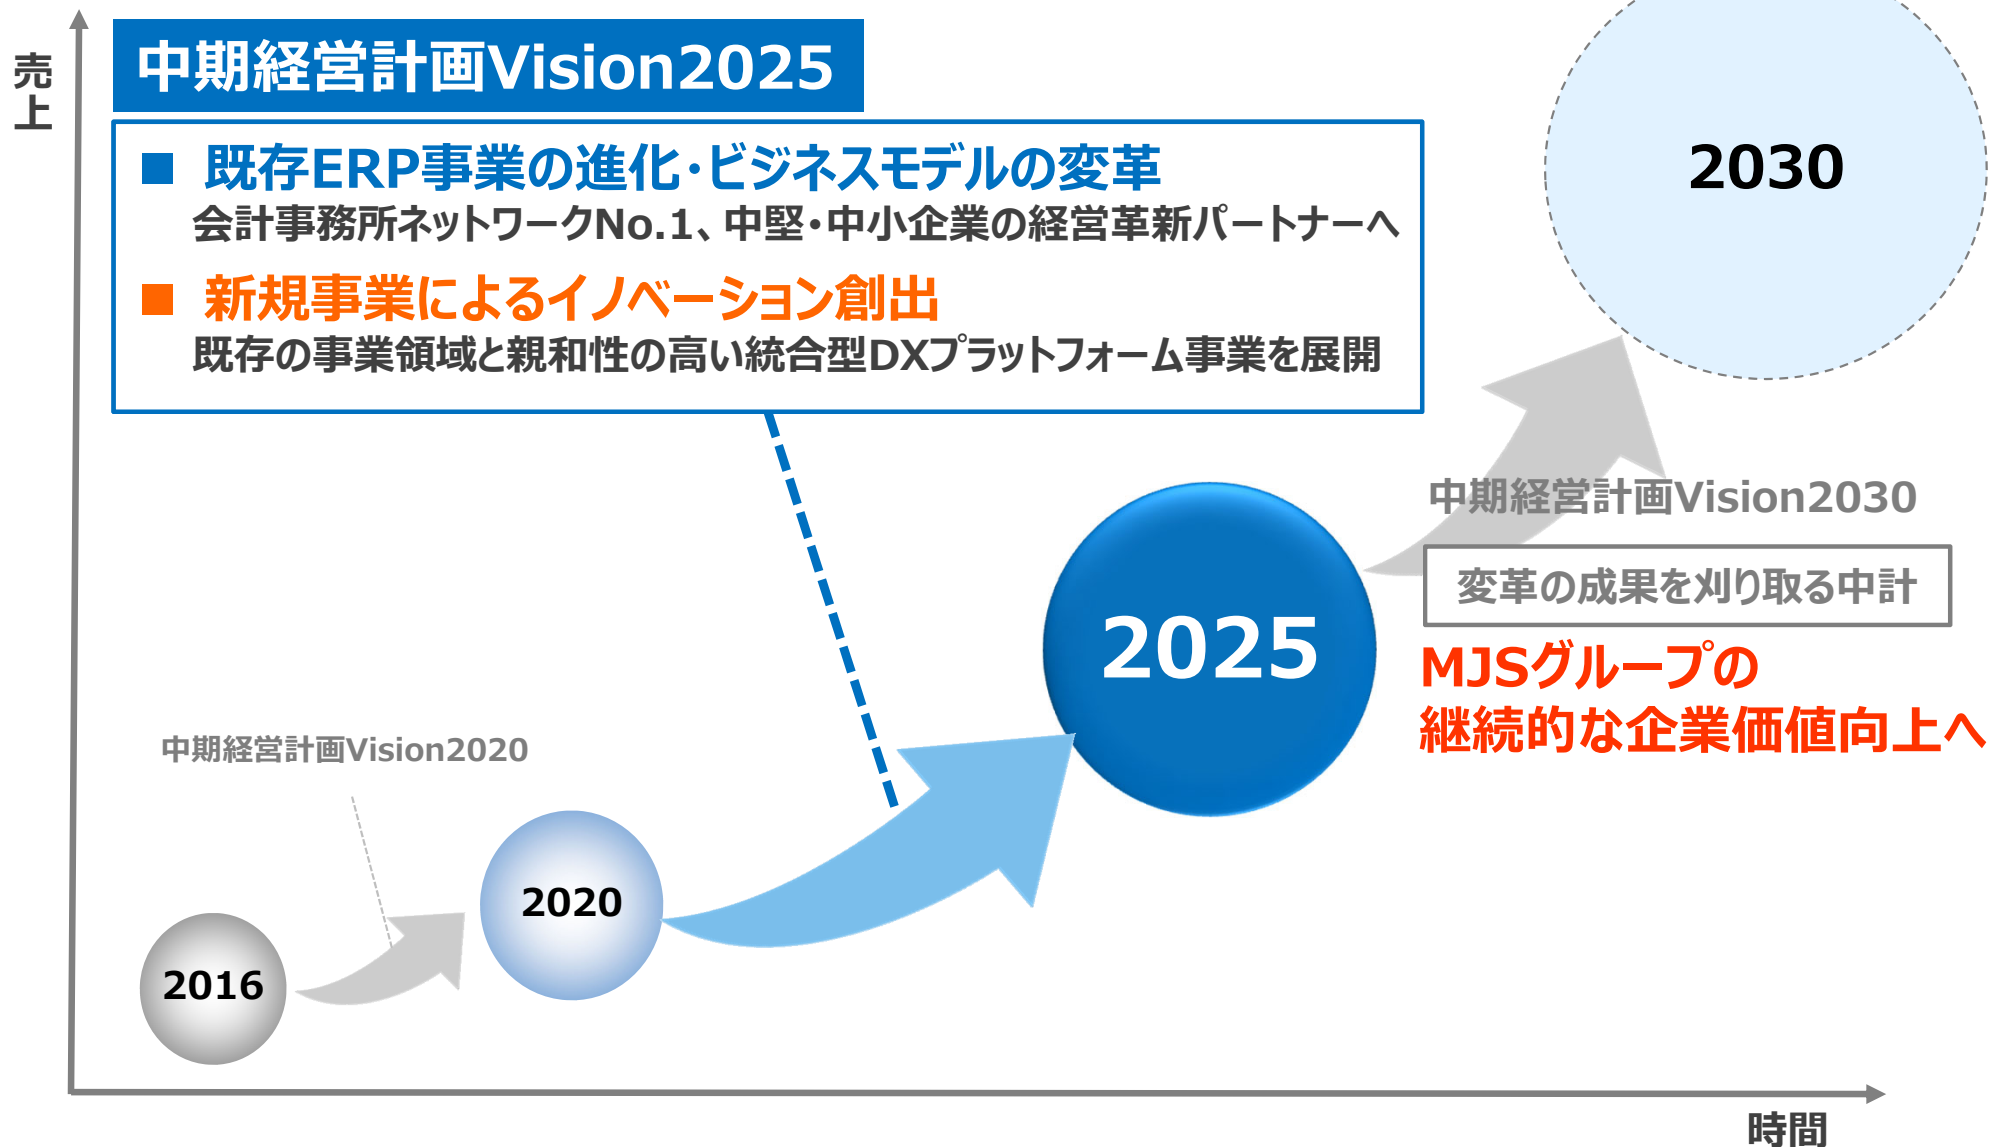 売上
中期経営計画Vision2025
■ 既存ERP事業の進化・ビジネスモデルの変革
会計事務所ネットワークNo.1、中堅・中小企業の経営革新パートナーへ
■ 新規事業によるイノベーション創出
既存の事業領域と親和性の高い統合型DXプラットフォーム事業を展開
2030
中期経営計画Vision2030
変革の成果を刈り取る中計
MJSグループの
継続的な企業価値向上へ
2025
中期経営計画Vision2020
2020
2016
時間